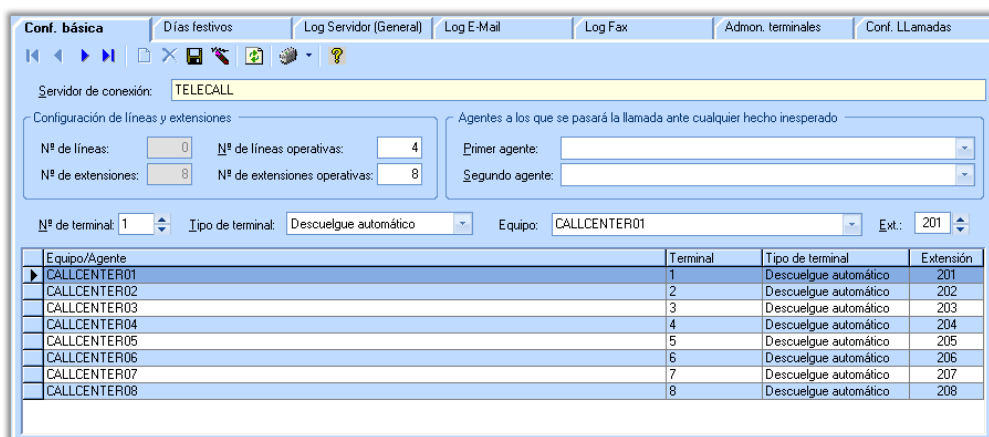 Conf. básica Días festivos Log Servidor (General) Log E-Mail Log Fax Admon. terminales Conf. LLamadas
Servidor de conexión: TELECALL
Configuración de líneas y extensiones Agentes a los que se pasará la llamada ante cualquier hecho inesperado
Nº de líneas: 0 Nº de líneas operativas: 4 Primer agente:
Nº de extensiones: 8 Nº de extensiones operativas: 8 Segundo agente:
Nº de terminal: 1 Tipo de terminal: Descuelgue automático Equipo: CALLCENTER01 Ext.: 201
Equipo/Agente Terminal Tipo de terminal Extensión
CALLCENTER01 1 Descuelgue automático 201
CALLCENTER02 2 Descuelgue automático 202
CALLCENTER03 3 Descuelgue automático 203
CALLCENTER04 4 Descuelgue automático 204
CALLCENTER05 5 Descuelgue automático 205
CALLCENTER06 6 Descuelgue automático 206
CALLCENTER07 7 Descuelgue automático 207
CALLCENTER08 8 Descuelgue automático 208